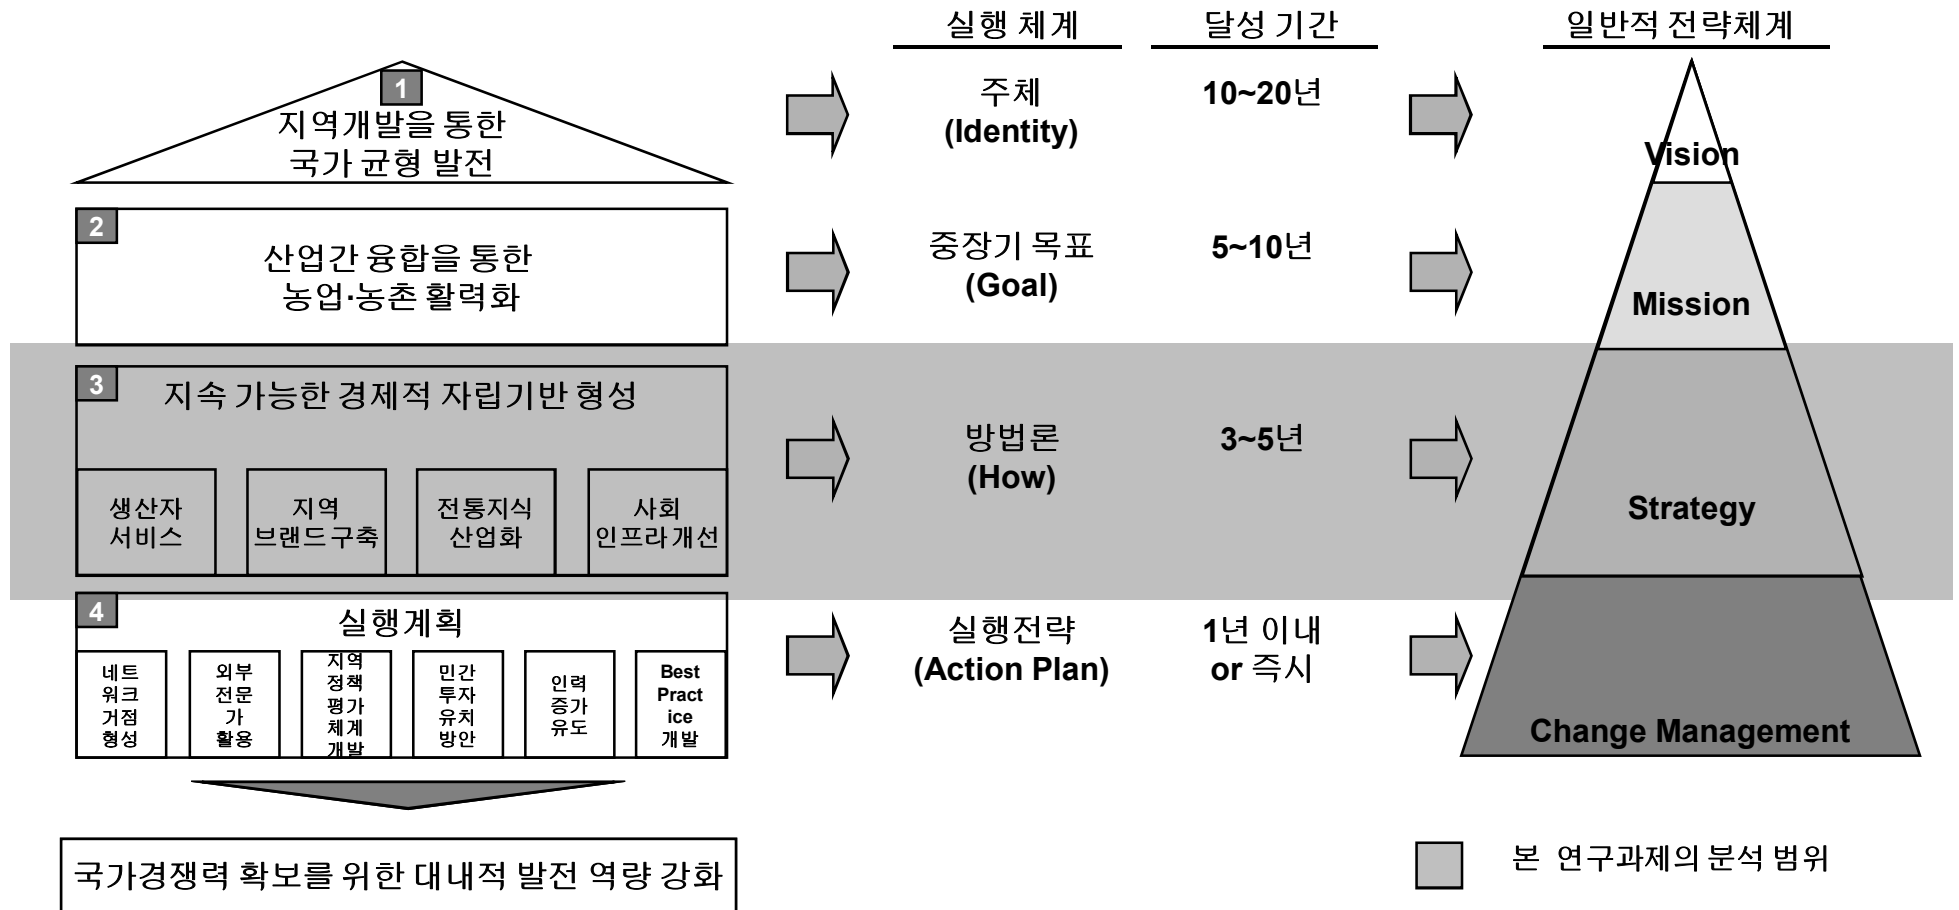 실행 체계
달성 기간
일반적 전략체계
1
지역개발을 통한
국가 균형 발전
주체
(Identity)
10~20년
Vision
2
산업간 융합을 통한
농업·농촌 활력화
중장기 목표
(Goal)
5~10년
Mission
3
지속 가능한 경제적 자립기반 형성
생산자
서비스
지역
브랜드 구축
전통지식
산업화
사회
인프라 개선
방법론
(How)
3~5년
Strategy
4
실행계획
네트
워크
거점
형성
외부
전문
가
활용
지역
정책
평가
체계
개발
민간
투자
유치
방안
인력
증가
유도
Best
Pract
ice
개발
실행전략
(Action Plan)
1년 이내
or 즉시
Change Management
국가경쟁력 확보를 위한 대내적 발전 역량 강화
본 연구과제의 분석 범위